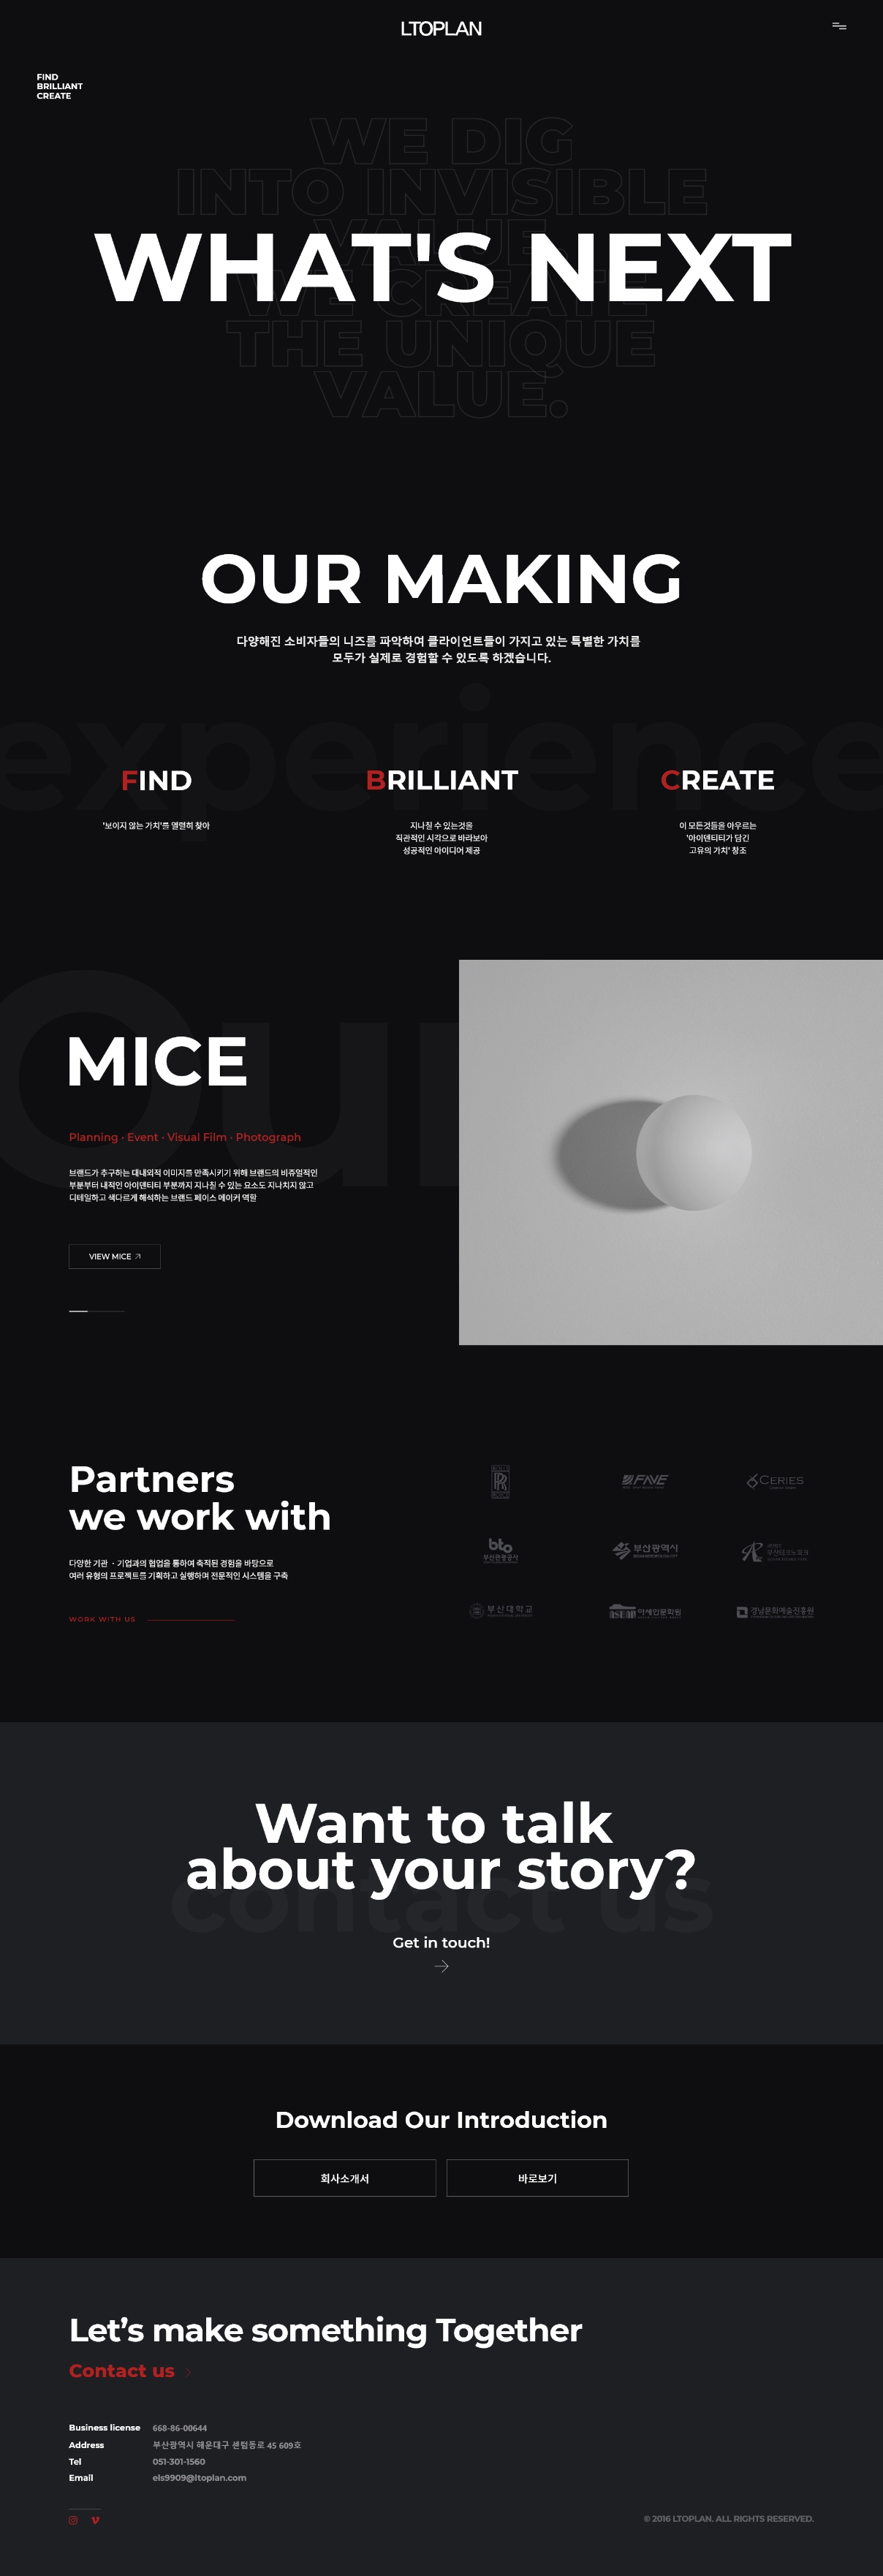 LTOPLAN
FIND
BRILLIANT
CREATE
WE DIG
INTO INVISIBLE
VALUE,
WE CREATE
THE UNIQUE
VALUE.
WHAT'S NEXT
OUR MAKING
다양해진 소비자들의 니즈를 파악하여 클라이언트들이 가지고 있는 특별한 가치를
모두가 실제로 경험할 수 있도록 하겠습니다.
experience
FIND
'보이지 않는 가치'를 열렬히 찾아
BRILLIANT
지나칠 수 있는것을
직관적인 시각으로 바라보아
성공적인 아이디어 제공
CREATE
이 모든것들을 아우르는
'아이덴티티가 담긴
고유의 가치' 창조
Our
MICE
Planning · Event · Visual Film · Photograph
브랜드가 추구하는 대내외적 이미지를 만족시키기 위해 브랜드의 비쥬얼적인
부분부터 내적인 아이덴티티 부분까지 지나칠 수 있는 요소도 지나치지 않고
디테일하고 색다르게 해석하는 브랜드 페이스 메이커 역할
VIEW MICE
Partners
we work with
다양한 기관 · 기업과의 협업을 통하여 축적된 경험을 바탕으로
여러 유형의 프로젝트를 기획하고 실행하며 전문적인 시스템을 구축
WORK WITH US
FAVE
CERIES
bto
부산관광공사
부산광역시
부산테크노파크
부산대학교
아세안문화원
경남문화예술진흥원
contact us
Want to talk
about your story?
Get in touch!
Download Our Introduction
회사소개서
바로보기
Let’s make something Together
Contact us
Business license 668-86-00644
Address 부산광역시 해운대구 센텀동로 45 609호
Tel 051-301-1560
Email els9909@ltoplan.com
© 2016 LTOPLAN. ALL RIGHTS RESERVED.